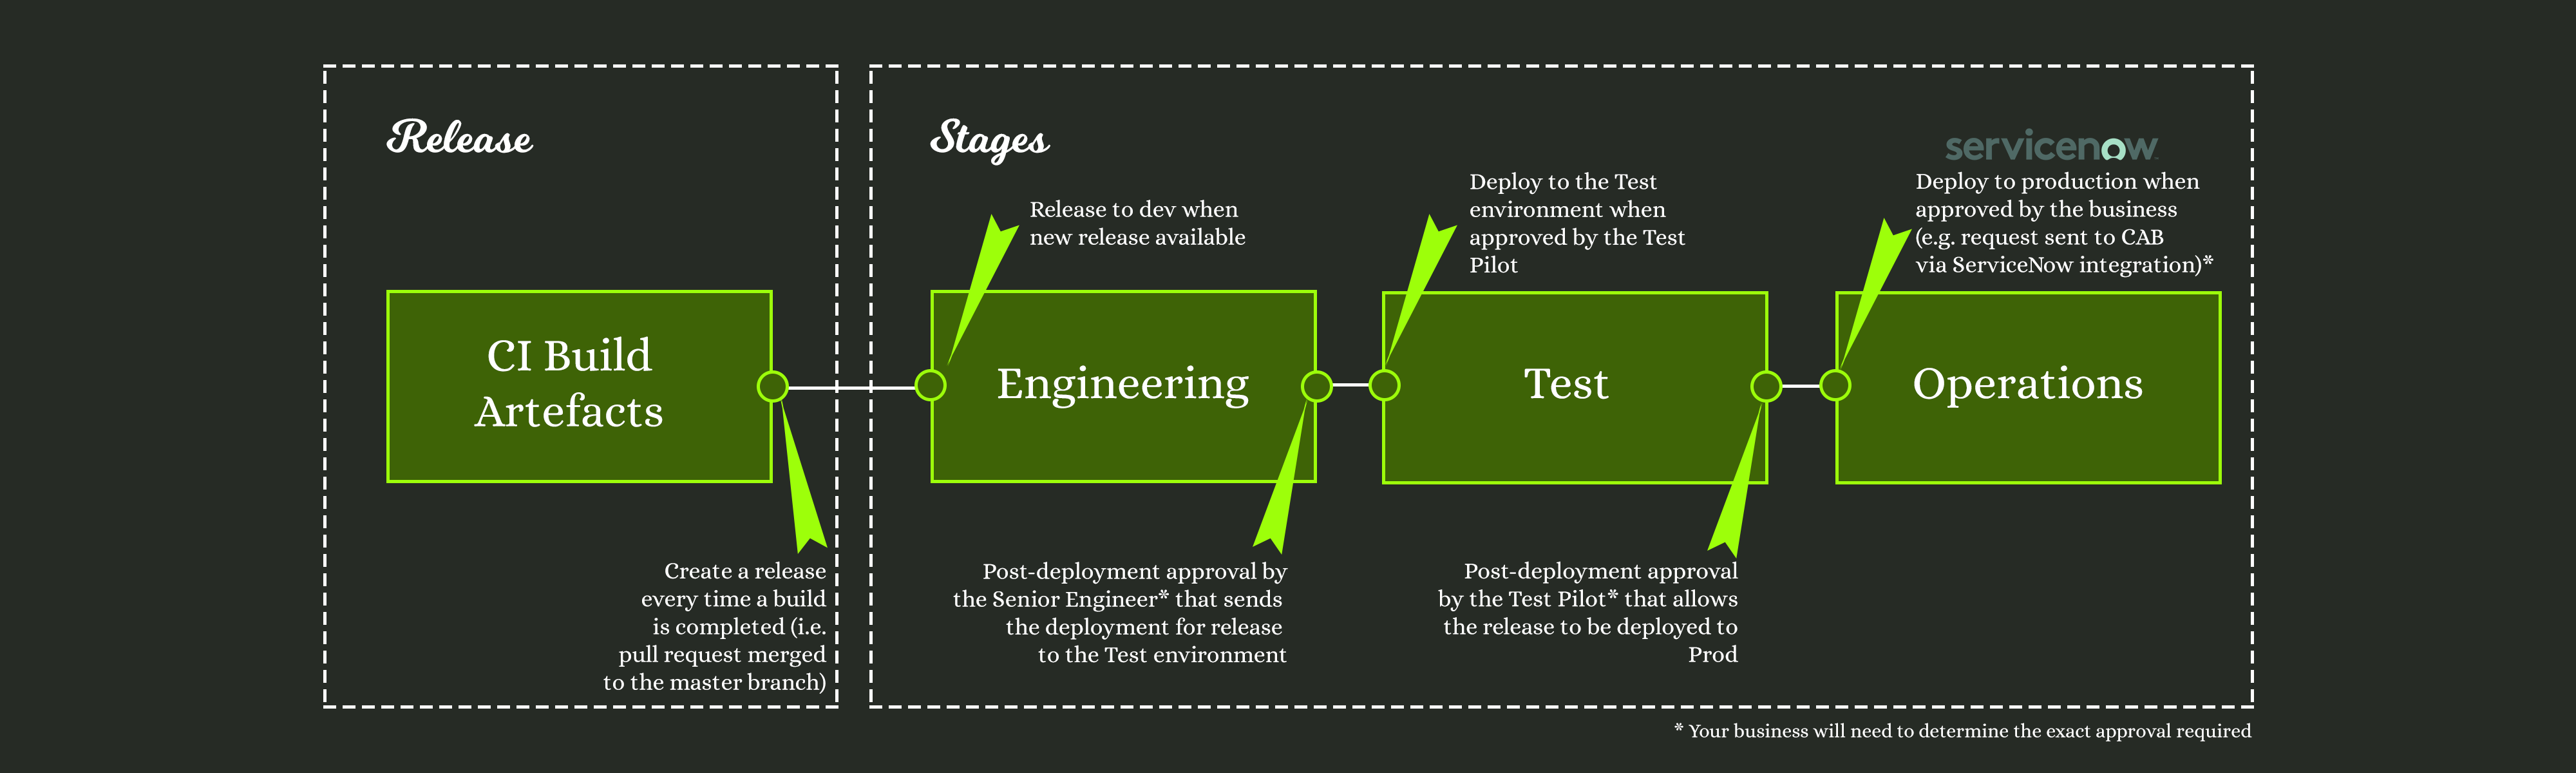 Release
Stages
servicenow
Release to dev when
new release available
Deploy to the Test
environment when
approved by the Test
Pilot
Deploy to production when
approved by the business
(e.g. request sent to CAB
via ServiceNow integration)*
CI Build
Artefacts
Engineering
Test
Operations
Create a release
every time a build
is completed (i.e.
pull request merged
to the master branch)
Post-deployment approval by
the Senior Engineer* that sends
the deployment for release
to the Test environment
Post-deployment approval
by the Test Pilot* that allows
the release to be deployed to
Prod
* Your business will need to determine the exact approval required